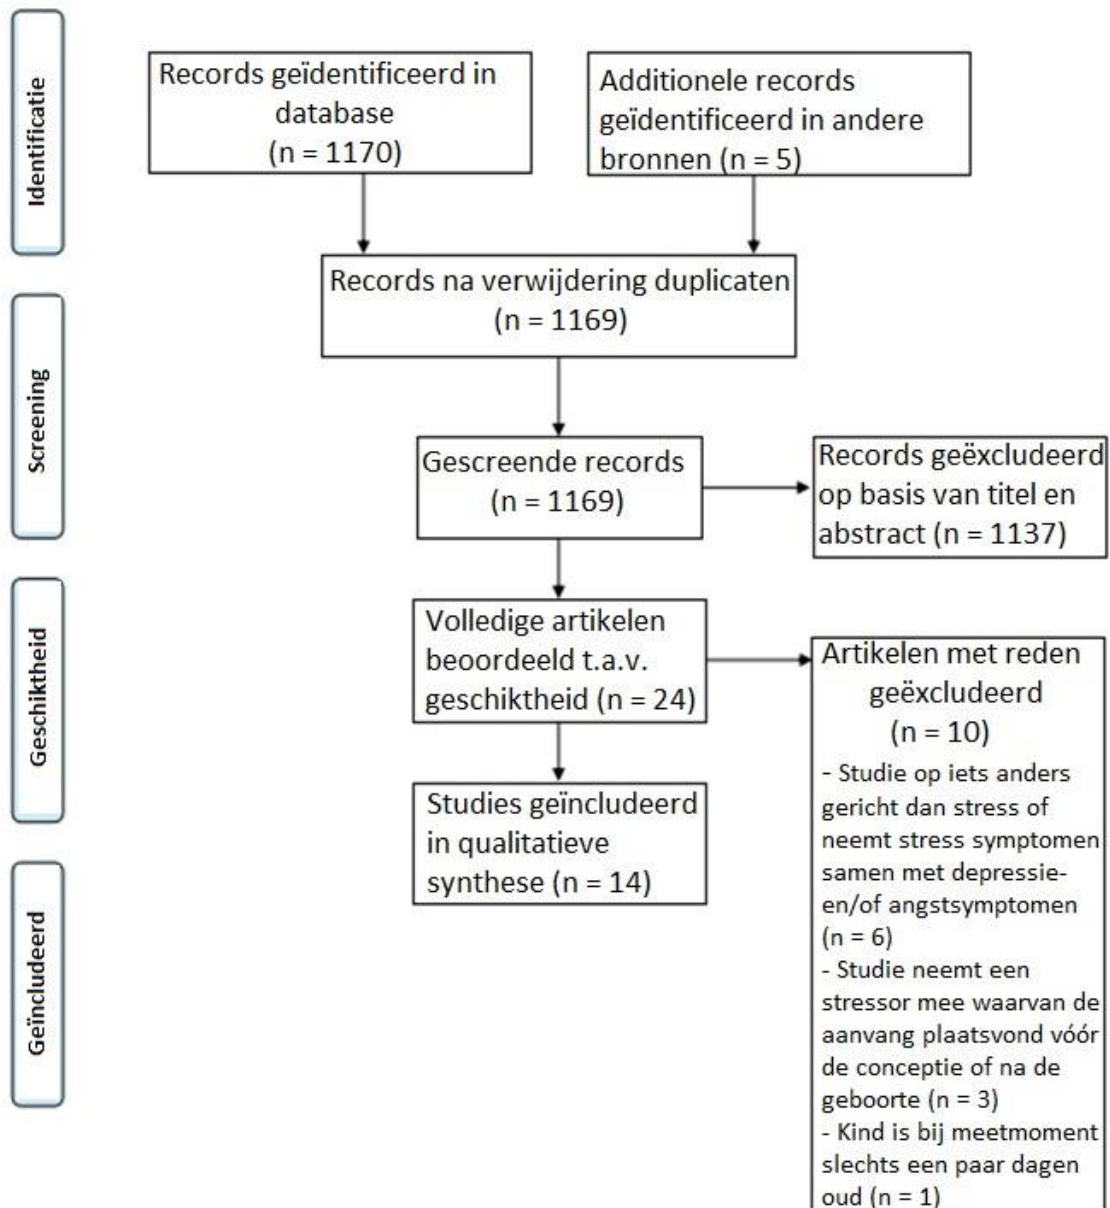 Identificatie
Records geïdentificeerd in
database
(n = 1170)
Additionele records
geïdentificeerd in andere
bronnen (n = 5)
Records na verwijdering duplicaten
(n = 1169)
Screening
Gescreende records
(n = 1169)
Records geëxcludeerd
op basis van titel en
abstract (n = 1137)
Geschiktheid
Volledige artikelen
beoordeeld t.a.v.
geschiktheid (n = 24)
Artikelen met reden
geëxcludeerd
(n = 10)
- Studie op iets anders
gericht dan stress of
neemt stress symptomen
samen met depressie-
en/of angstsymptomen
(n = 6)
- Studie neemt een
stressor mee waarvan de
aanvang plaatsvond vóór
de conceptie of na de
geboorte (n = 3)
- Kind is bij meetmoment
slechts een paar dagen
oud (n = 1)
Geïncludeerd
Studies geïncludeerd
in qualitatieve
synthese (n = 14)